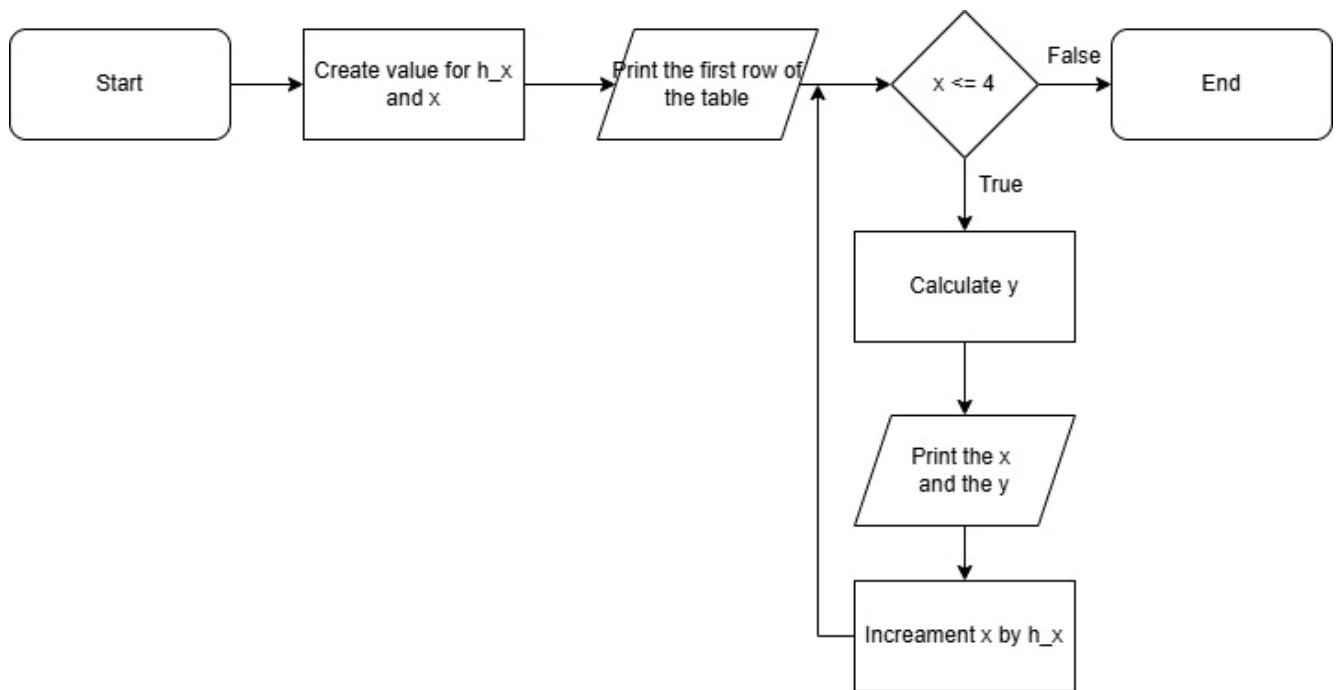 Start
Create value for h_x
and x
Print the first row of
the table
x <= 4
False
End
True
Calculate y
Print the x
and the y
Increament x by h_x